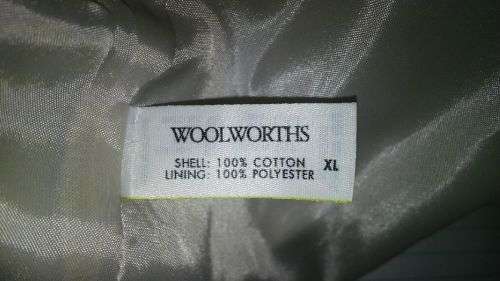 WOOLWORTHS
SHELL: 100% COTTON XL
LINING: 100% POLYESTER